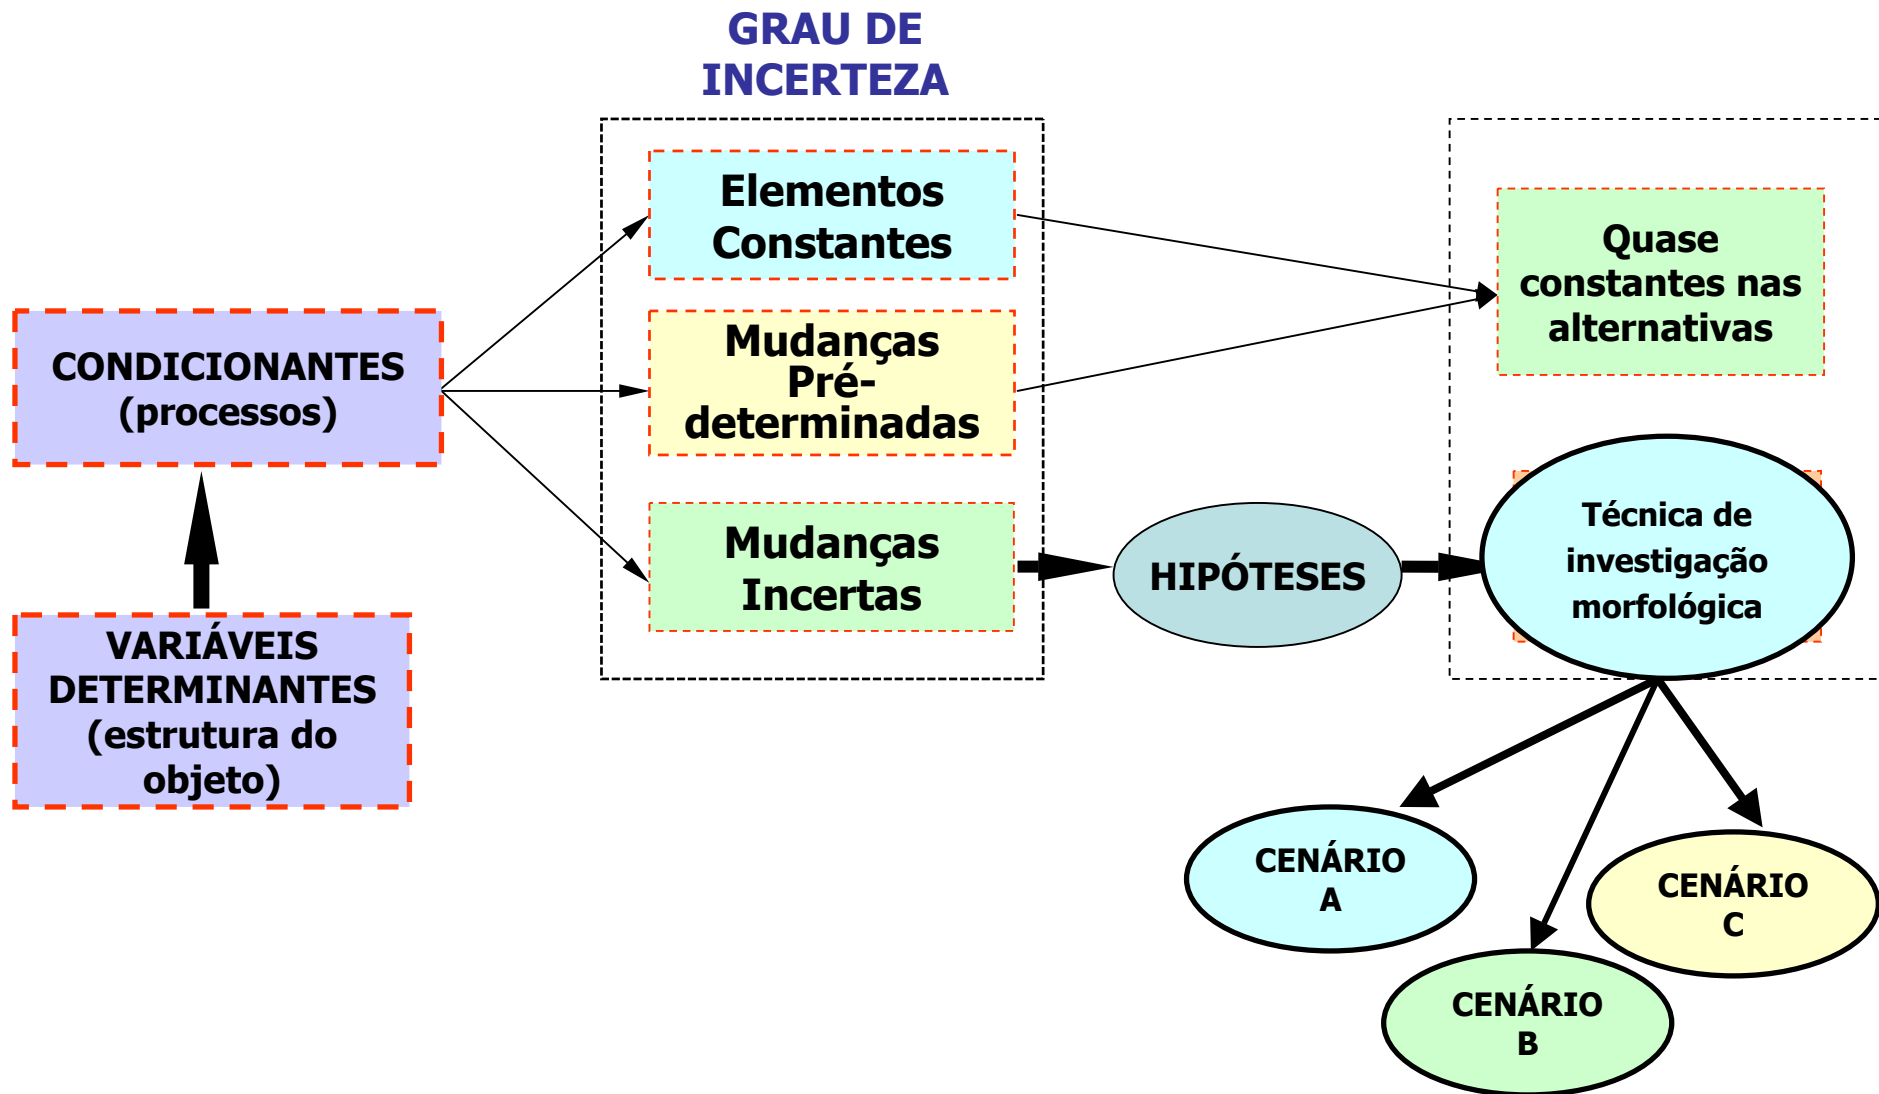 GRAU DE
INCERTEZA
Elementos
Constantes
Quase
constantes nas
alternativas
CONDICIONANTES
(processos)
Mudanças
Pré-
determinadas
Mudanças
Incertas
HIPÓTESES
Técnica de
investigação
morfológica
VARIÁVEIS
DETERMINANTES
(estrutura do
objeto)
CENÁRIO
A
CENÁRIO
C
CENÁRIO
B